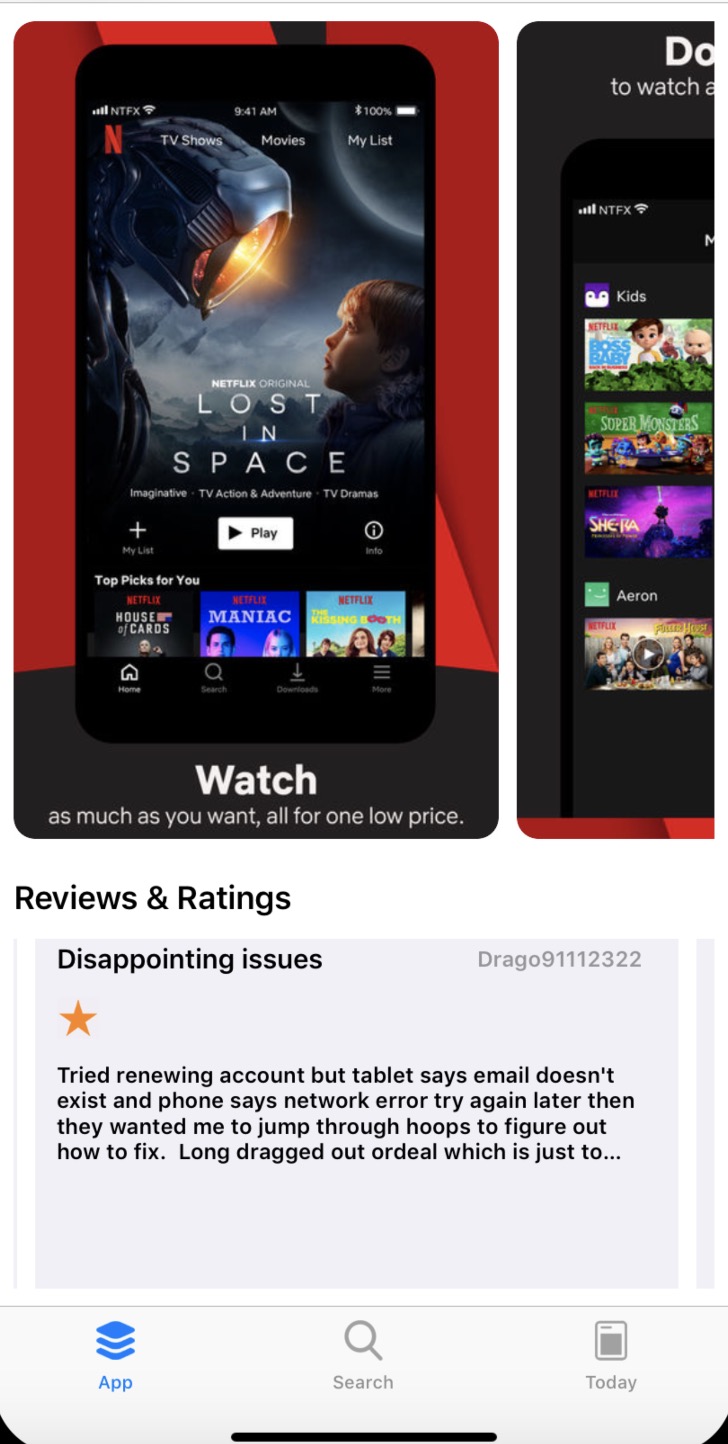 NTFX
9:41 AM
100%
N
TV Shows
Movies
My List
NETFLIX ORIGINAL
LOST
IN
SPACE
Imaginative · TV Action & Adventure · TV Dramas
My List
Play
Info
Top Picks for You
NETFLIX
HOUSE
of CARDS
NETFLIX
MANIAC
NETFLIX
THE
KISSING BOOTH
Home
Search
Downloads
More
Watch
as much as you want, all for one low price.
Do
to watch a
NTFX
M
Kids
NETFLIX
BOSS
BABY
SUPER MONSTERS
NETFLIX
SHE-RA
Aeron
NETFLIX
FULLER HOUSE
Reviews & Ratings
Disappointing issues
Drago91112322
Tried renewing account but tablet says email doesn't
exist and phone says network error try again later then
they wanted me to jump through hoops to figure out
how to fix.  Long dragged out ordeal which is just to...
App
Search
Today